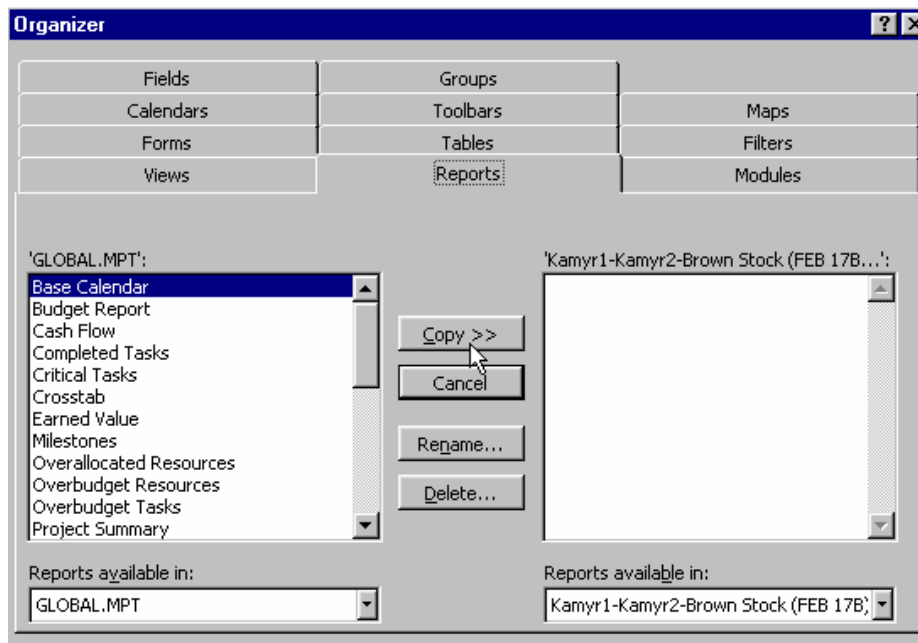 Organizer
Fields Groups
Calendars Toolbars Maps
Forms Tables Filters
Views Reports Modules
'GLOBAL.MPT': 'Kamyr1-Kamyr2-Brown Stock (FEB 17B...':
Base Calendar
Budget Report
Cash Flow
Completed Tasks
Critical Tasks
Crosstab
Earned Value
Milestones
Overallocated Resources
Overbudget Resources
Overbudget Tasks
Project Summary
Copy >>
Cancel
Rename...
Delete...
Reports available in: Reports available in:
GLOBAL.MPT Kamyr1-Kamyr2-Brown Stock (FEB 17B)